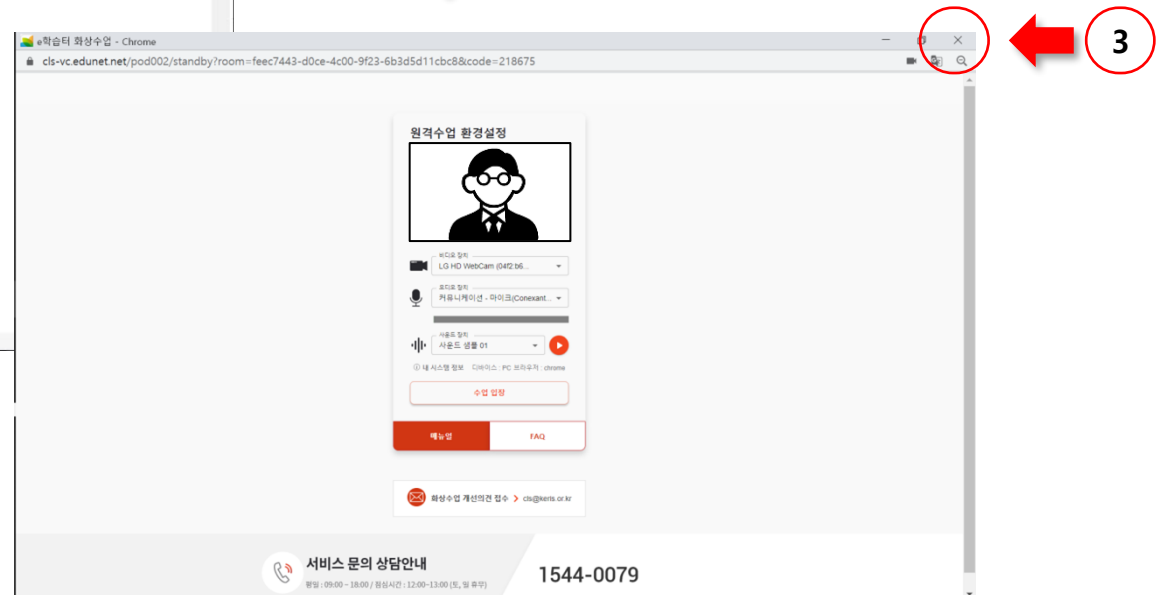 e학습터 화상수업 - Chrome
3
cls-vc.edunet.net/pod002/standby?room=feec7443-d0ce-4c00-9f23-6b3d5d11cbc8&code=218675
원격수업 환경설정
비디오 장치
LG HD WebCam (04f2:b6...
오디오 장치
커뮤니케이션 - 마이크(Conexant...
사운드 장치
사운드 샘플 01
ⓘ 내 시스템 정보 디바이스 : PC 브라우저 : chrome
수업 입장
메뉴얼 FAQ
화상수업 개선의견 접수 > cls@keris.or.kr
서비스 문의 상담안내
평일 : 09:00 ~ 18:00 / 점심시간 : 12:00~13:00 (토, 일 휴무)
1544-0079